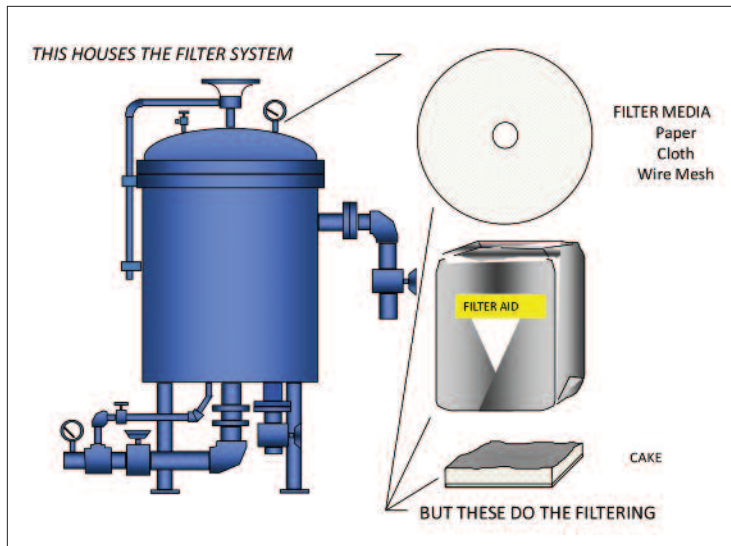 THIS HOUSES THE FILTER SYSTEM
FILTER MEDIA
Paper
Cloth
Wire Mesh
FILTER AID
CAKE
BUT THESE DO THE FILTERING